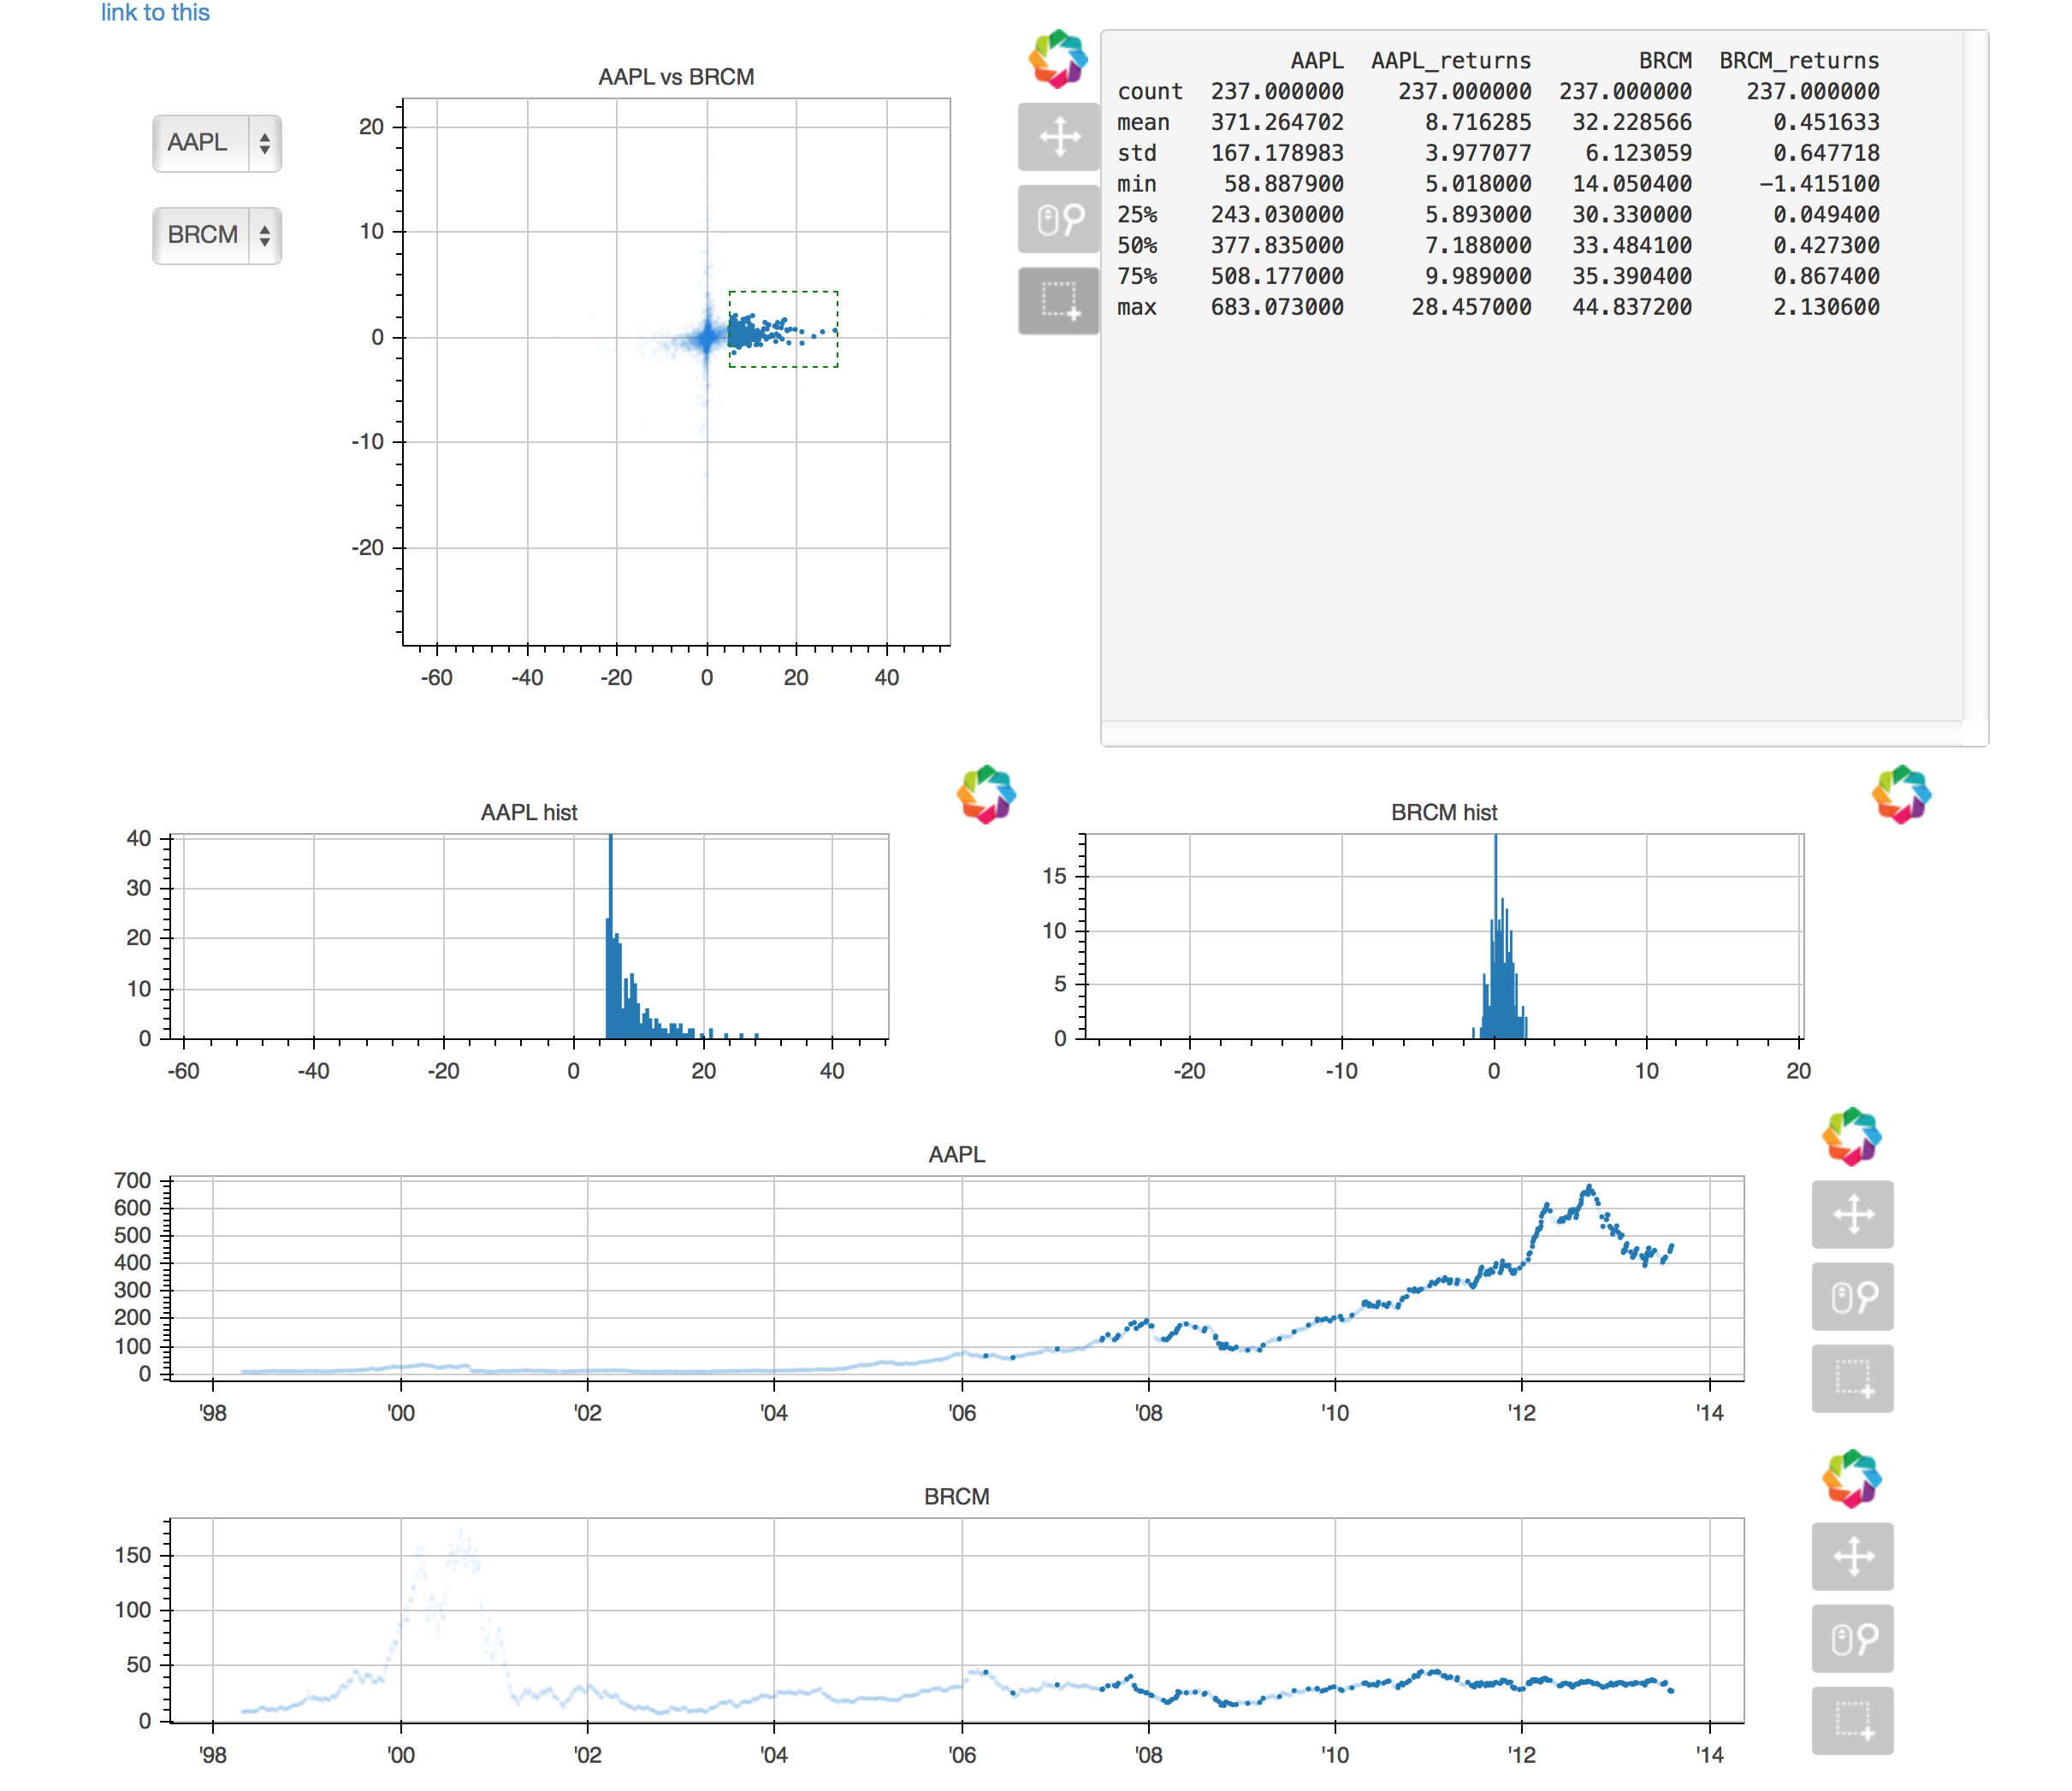 link to this
AAPL vs BRCM
AAPL
BRCM
20
10
0
-10
-20
-60 -40 -20 0 20 40
AAPL AAPL_returns BRCM BRCM_returns
count 237.000000 237.000000 237.000000 237.000000
mean 371.264702 8.716285 32.228566 0.451633
std 167.178983 3.977077 6.123059 0.647718
min 58.887900 5.018000 14.050400 -1.415100
25% 243.030000 5.893000 30.330000 0.049400
50% 377.835000 7.188000 33.484100 0.427300
75% 508.177000 9.989000 35.390400 0.867400
max 683.073000 28.457000 44.837200 2.130600
AAPL hist
40
30
20
10
0
-60 -40 -20 0 20 40
BRCM hist
15
10
5
0
-20 -10 0 10 20
AAPL
700
600
500
400
300
200
100
0
'98 '00 '02 '04 '06 '08 '10 '12 '14
BRCM
150
100
50
0
'98 '00 '02 '04 '06 '08 '10 '12 '14